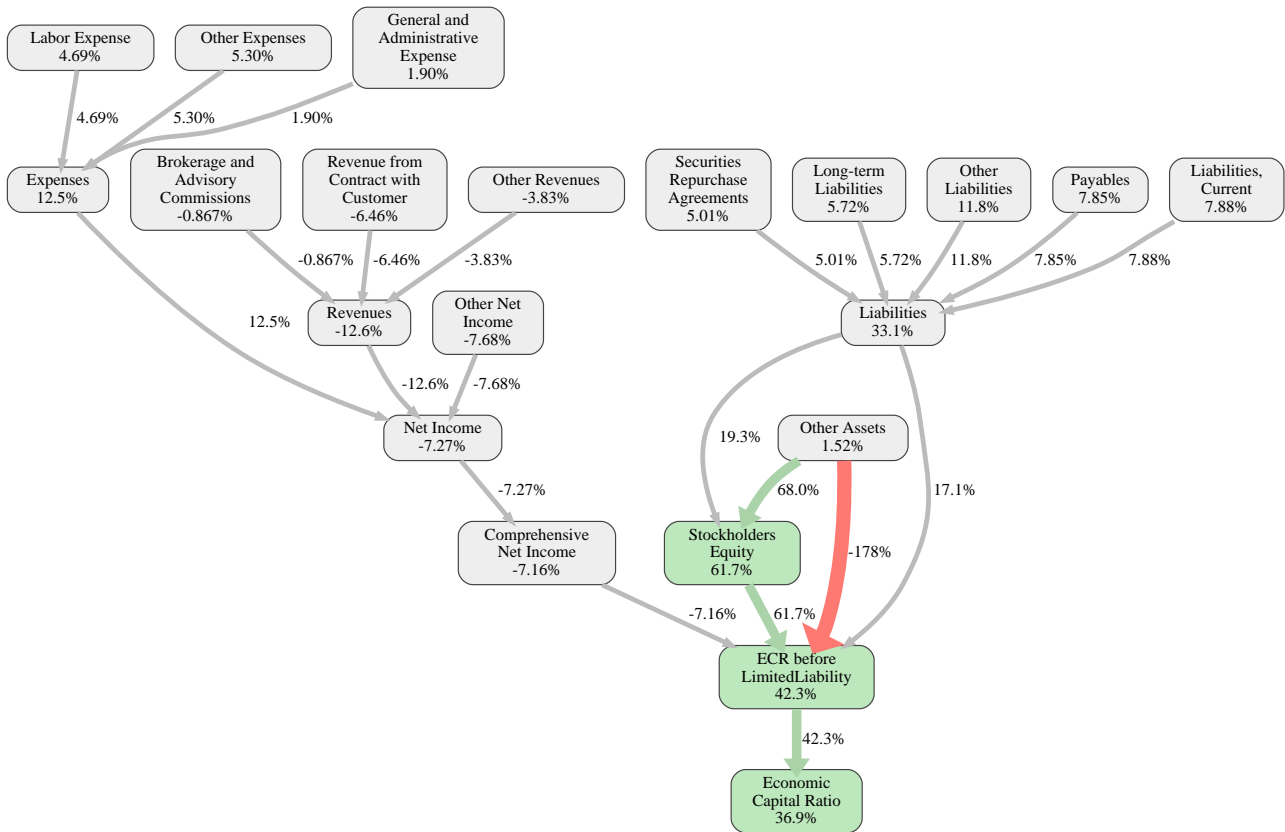 Labor Expense
4.69%
Other Expenses
5.30%
General and
Administrative
Expense
1.90%
4.69%
5.30%
1.90%
Expenses
12.5%
Brokerage and
Advisory
Commissions
-0.867%
Revenue from
Contract with
Customer
-6.46%
Other Revenues
-3.83%
Securities
Repurchase
Agreements
5.01%
Long-term
Liabilities
5.72%
Other
Liabilities
11.8%
Payables
7.85%
Liabilities,
Current
7.88%
-0.867%
-6.46%
-3.83%
5.01%
5.72%
11.8%
7.85%
7.88%
12.5%
Revenues
-12.6%
Other Net
Income
-7.68%
Liabilities
33.1%
-12.6%
-7.68%
Net Income
-7.27%
19.3%
Other Assets
1.52%
17.1%
-7.27%
68.0%
-178%
Comprehensive
Net Income
-7.16%
Stockholders
Equity
61.7%
-7.16%
61.7%
ECR before
LimitedLiability
42.3%
42.3%
Economic
Capital Ratio
36.9%